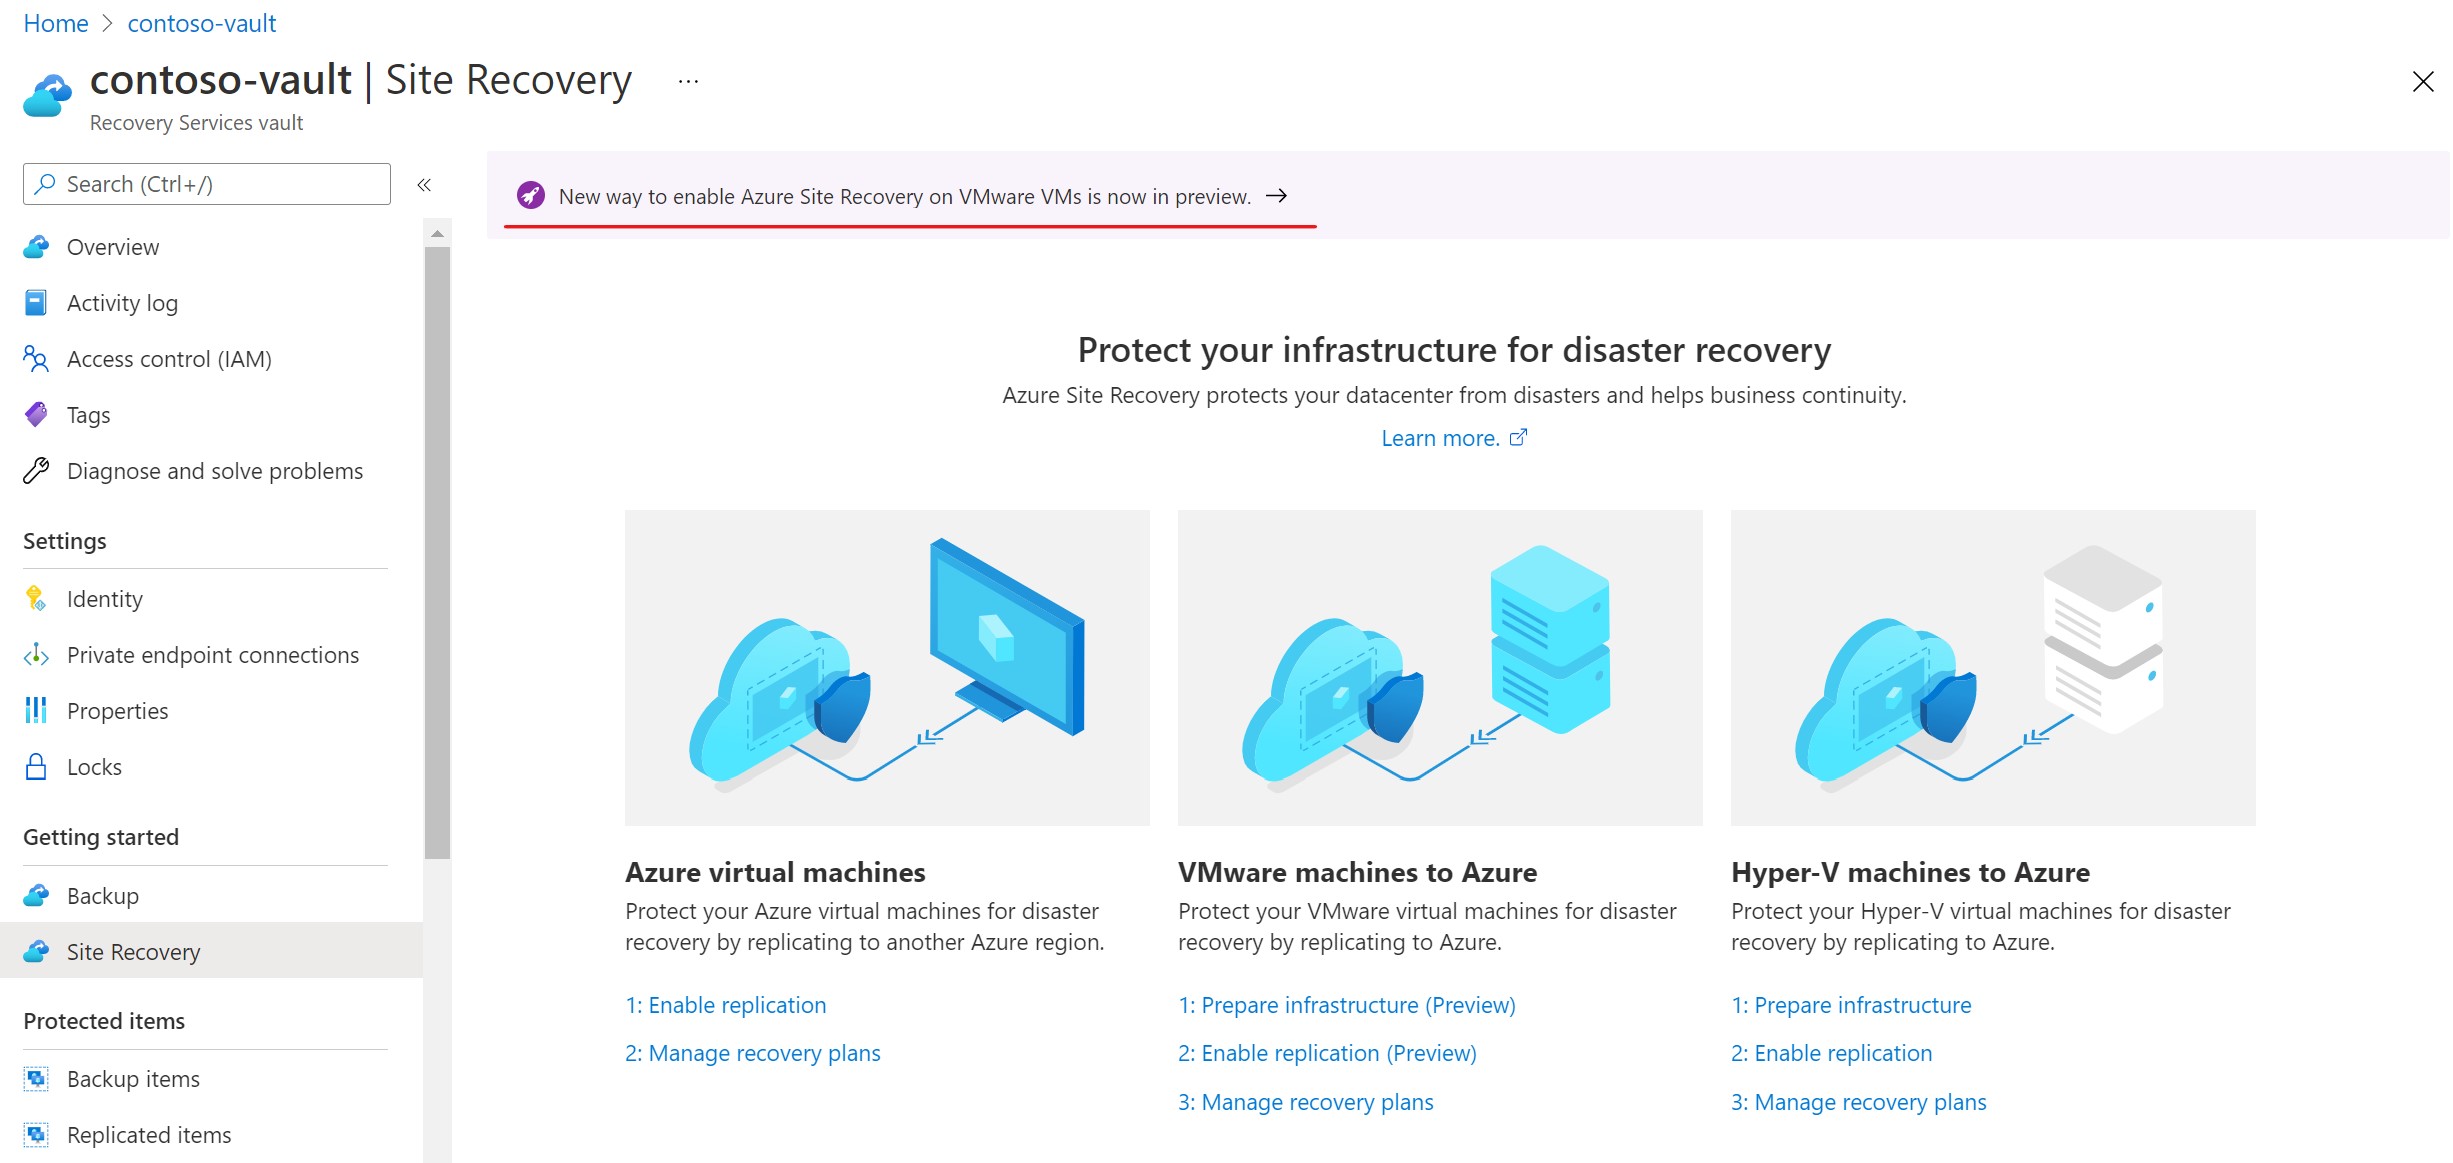 Home > contoso-vault
contoso-vault | Site Recovery ...
Recovery Services vault
Search (Ctrl+/)
«
New way to enable Azure Site Recovery on VMware VMs is now in preview. →
Overview
Activity log
Access control (IAM)
Tags
Diagnose and solve problems
Settings
Identity
Private endpoint connections
Properties
Locks
Getting started
Backup
Site Recovery
Protected items
Backup items
Replicated items
Protect your infrastructure for disaster recovery
Azure Site Recovery protects your datacenter from disasters and helps business continuity.
Learn more.
Azure virtual machines
Protect your Azure virtual machines for disaster
recovery by replicating to another Azure region.
1: Enable replication
2: Manage recovery plans
VMware machines to Azure
Protect your VMware virtual machines for disaster
recovery by replicating to Azure.
1: Prepare infrastructure (Preview)
2: Enable replication (Preview)
3: Manage recovery plans
Hyper-V machines to Azure
Protect your Hyper-V virtual machines for disaster
recovery by replicating to Azure.
1: Prepare infrastructure
2: Enable replication
3: Manage recovery plans